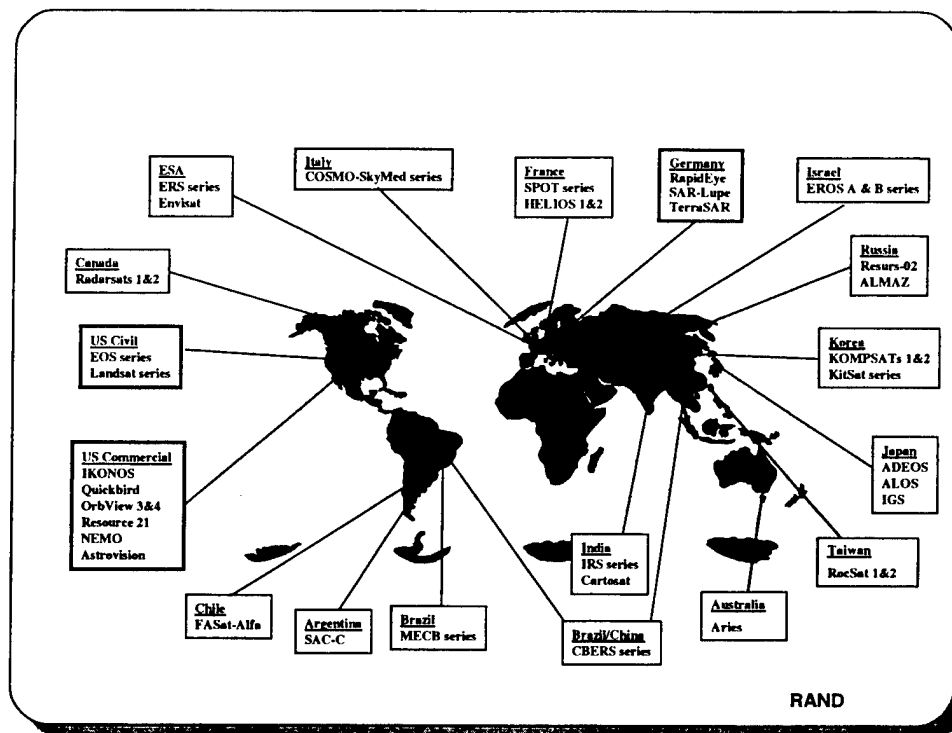 ESA
ERS series
Envisat
Italy
COSMO-SkyMed series
France
SPOT series
HELIOS 1&2
Germany
RapidEye
SAR-Lupe
TerraSAR
Israel
EROS A & B series
Canada
Radarsats 1&2
Russia
Resurs-02
ALMAZ
US Civil
EOS series
Landsat series
Korea
KOMPSATs 1&2
KitSat series
US Commercial
IKONOS
Quickbird
OrbView 3&4
Resource 21
NEMO
Astrovision
Japan
ADEOS
ALOS
IGS
India
IRS series
Cartosat
Taiwan
RocSat 1&2
Chile
FASat-Alfa
Argentina
SAC-C
Brazil
MECB series
Brazil/China
CBERS series
Australia
Aries
RAND